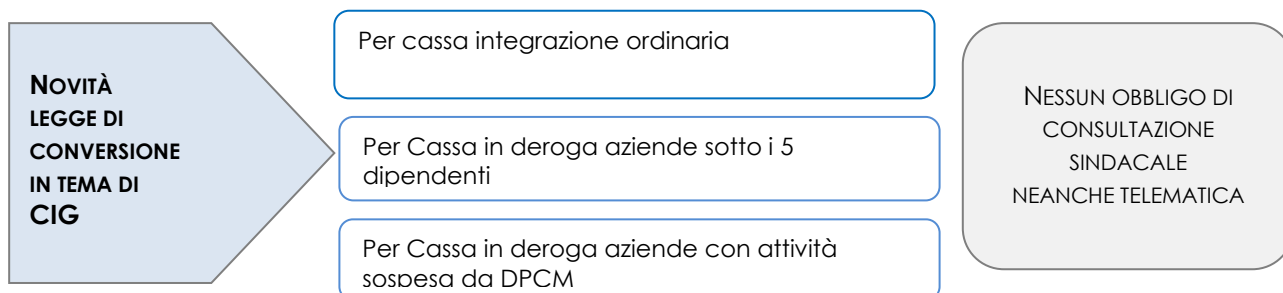 NOVITÀ
LEGGE DI
CONVERSIONE
IN TEMA DI
CIG
Per cassa integrazione ordinaria
Per Cassa in deroga aziende sotto i 5
dipendenti
Per Cassa in deroga aziende con attività
sospesa da DPCM
NESSUN OBBLIGO DI
CONSULTAZIONE
SINDACALE
NEANCHE TELEMATICA